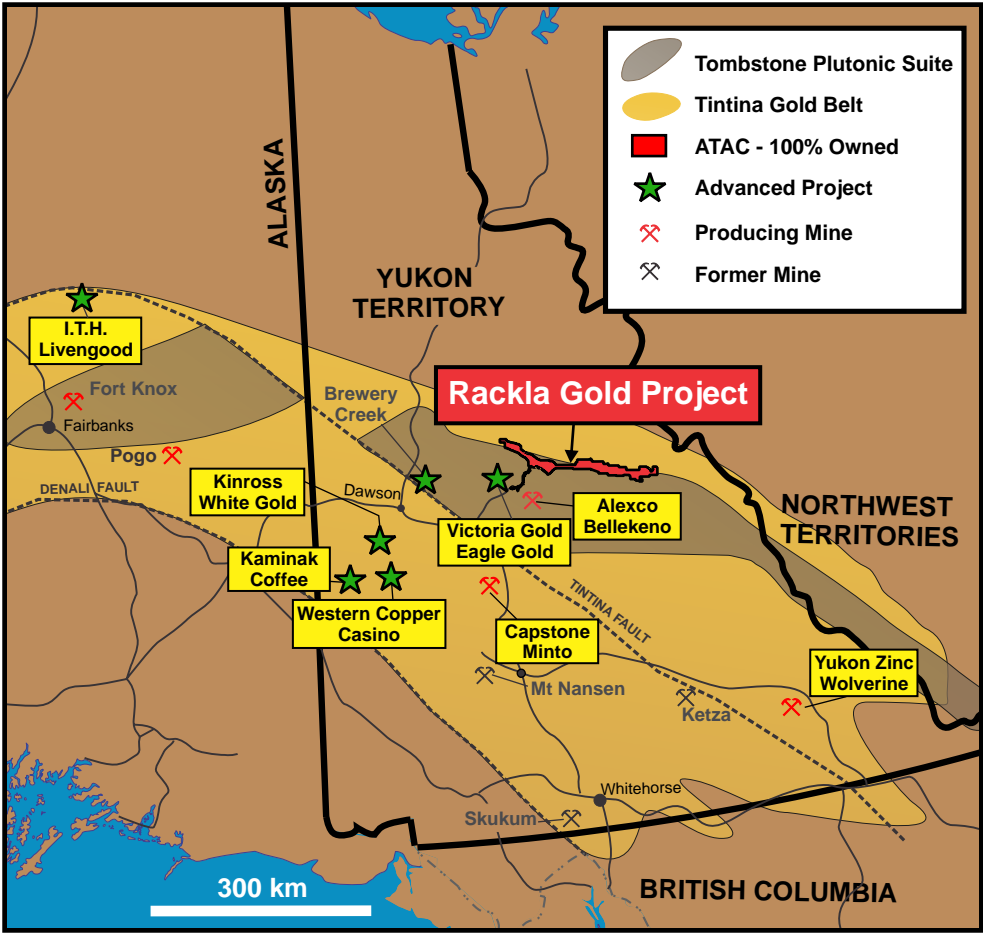 Tombstone Plutonic Suite
Tintina Gold Belt
ATAC - 100% Owned
Advanced Project
Producing Mine
Former Mine
ALASKA
YUKON
TERRITORY
I.T.H.
Livengood
Fort Knox
Fairbanks
Pogo
DENALI FAULT
Brewery
Creek
Rackla Gold Project
Kinross
White Gold
Dawson
Victoria Gold
Eagle Gold
Alexco
Bellekeno
NORTHWEST
TERRITORIES
Kaminak
Coffee
Western Copper
Casino
TINTINA FAULT
Capstone
Minto
Mt Nansen
Ketza
Yukon Zinc
Wolverine
Whitehorse
Skukum
300 km
BRITISH COLUMBIA